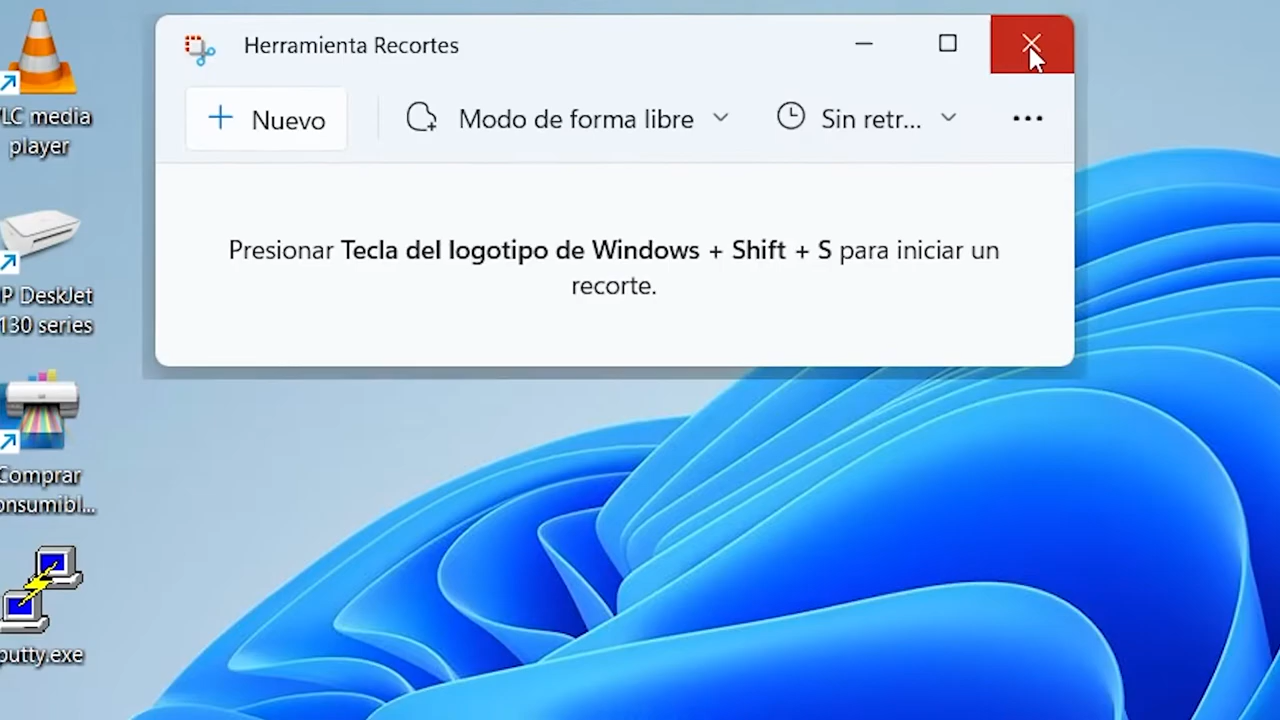 Herramienta Recortes
Nuevo
Modo de forma libre
Sin retr...
Presionar Tecla del logotipo de Windows + Shift + S para iniciar un
recorte.
LC media
player
P DeskJet
130 series
Comprar
onsumibl...
putty.exe